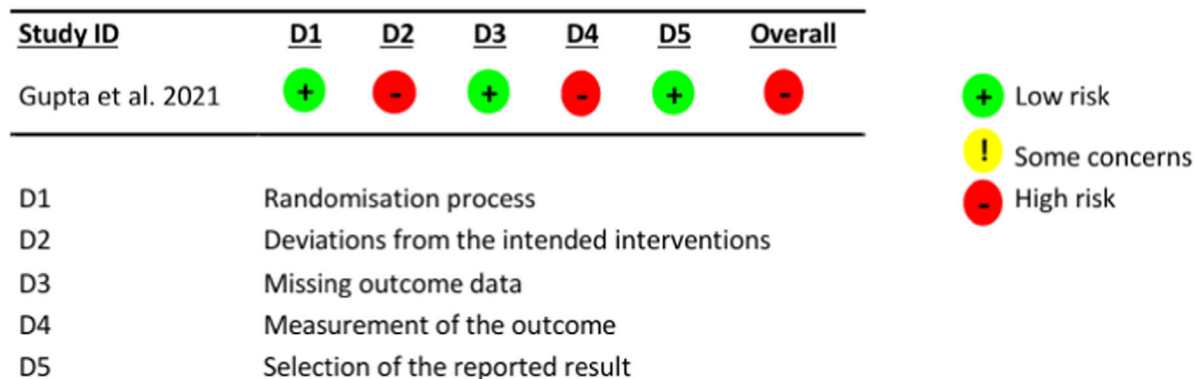 Study ID D1 D2 D3 D4 D5 Overall
Gupta et al. 2021 + - + - + -
+ Low risk
! Some concerns
- High risk
D1 Randomisation process
D2 Deviations from the intended interventions
D3 Missing outcome data
D4 Measurement of the outcome
D5 Selection of the reported result